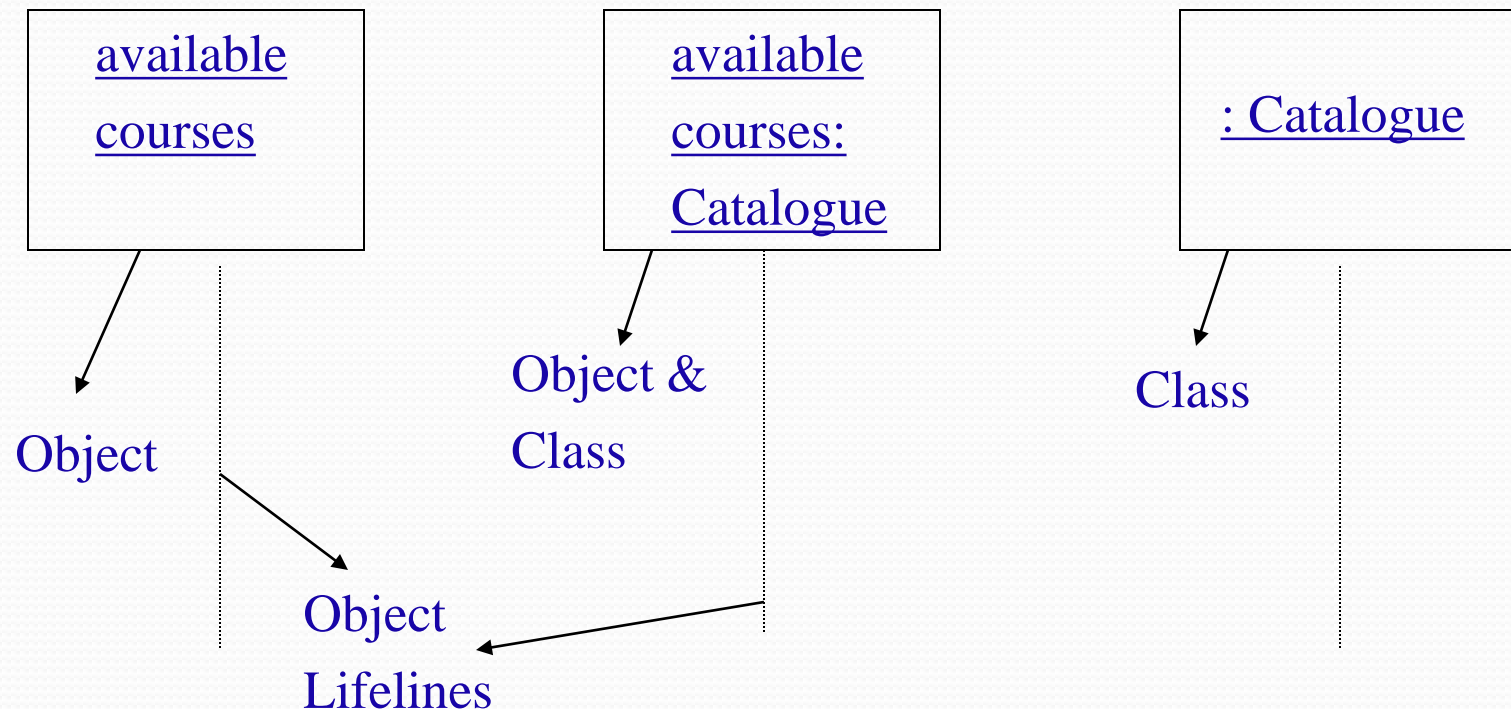 available
courses
available
courses:
Catalogue
: Catalogue
Object
Object &
Class
Class
Object
Lifelines